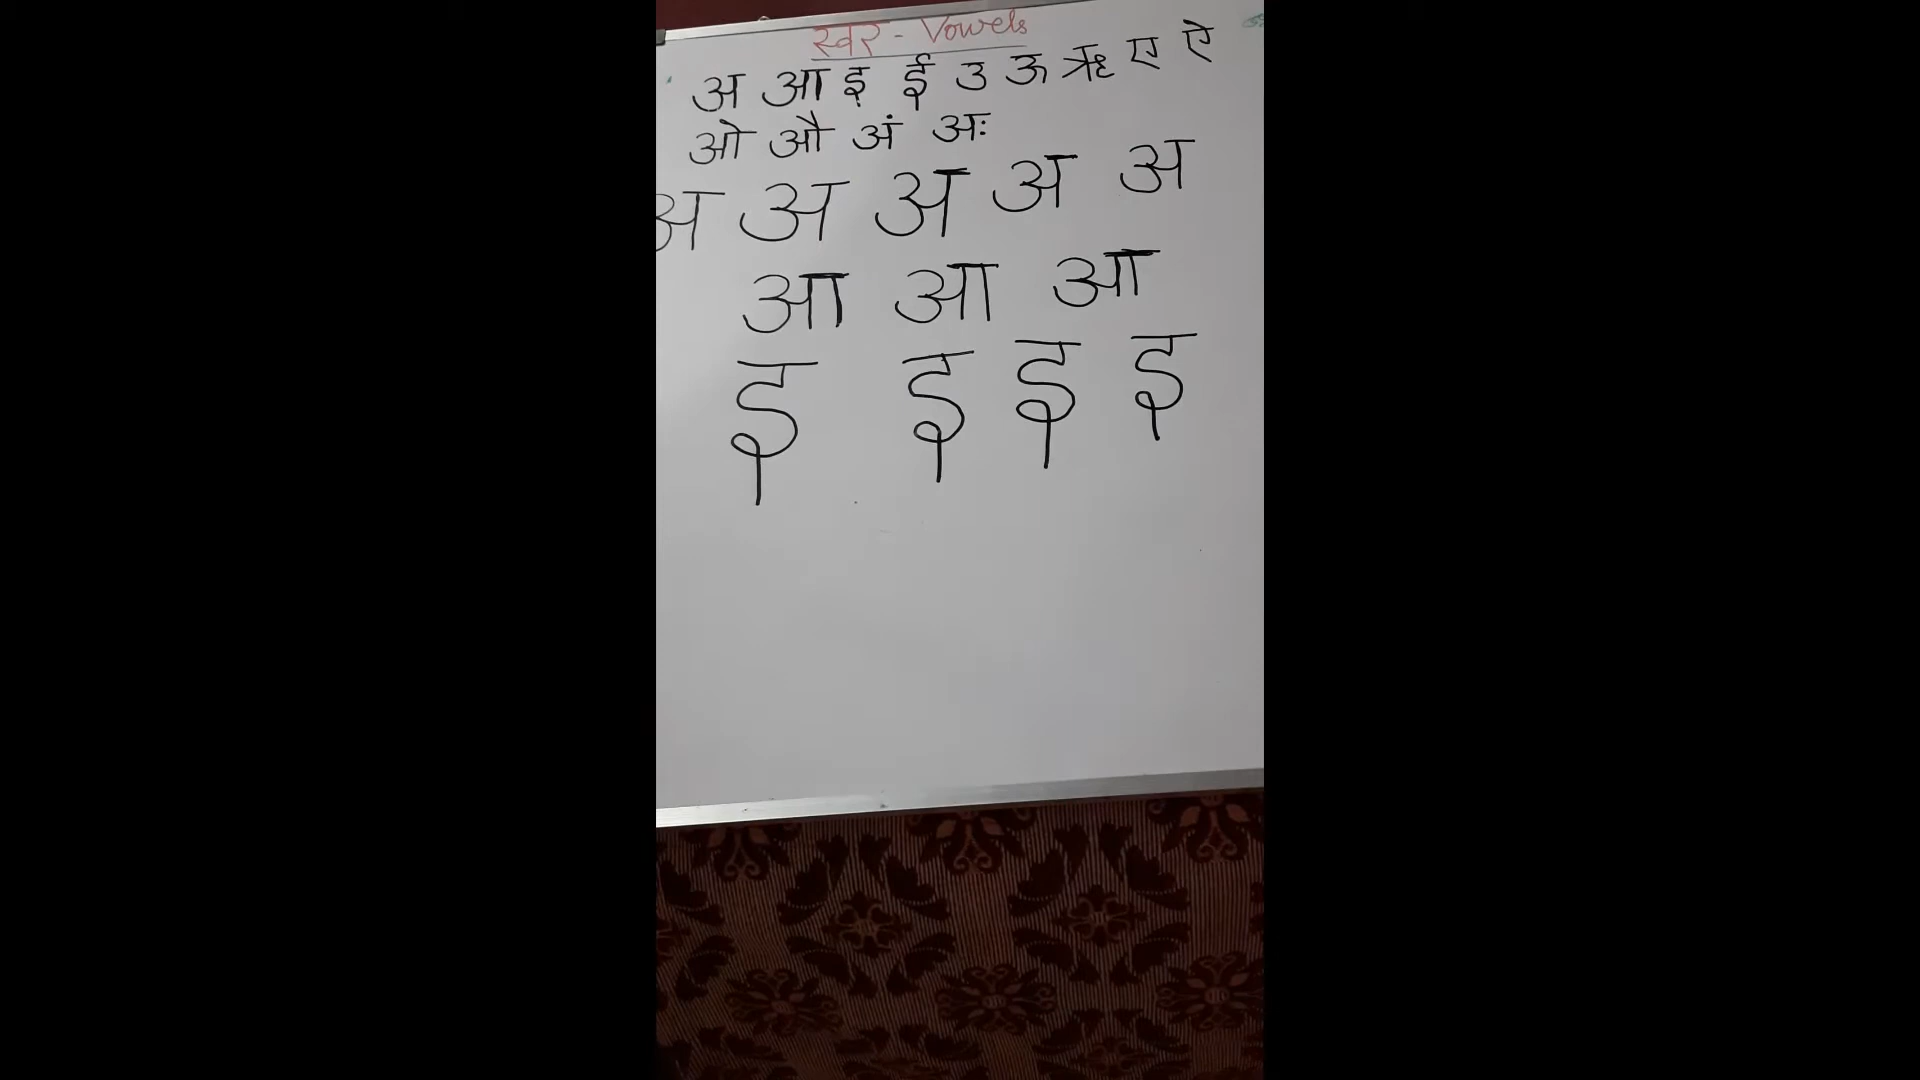 स्वर - Vowels
अ आ इ ई उ ऊ ऋ ए ऐ
ओ औ अं अः
अ अ अ अ अ
आ आ आ
इ इ इ इ